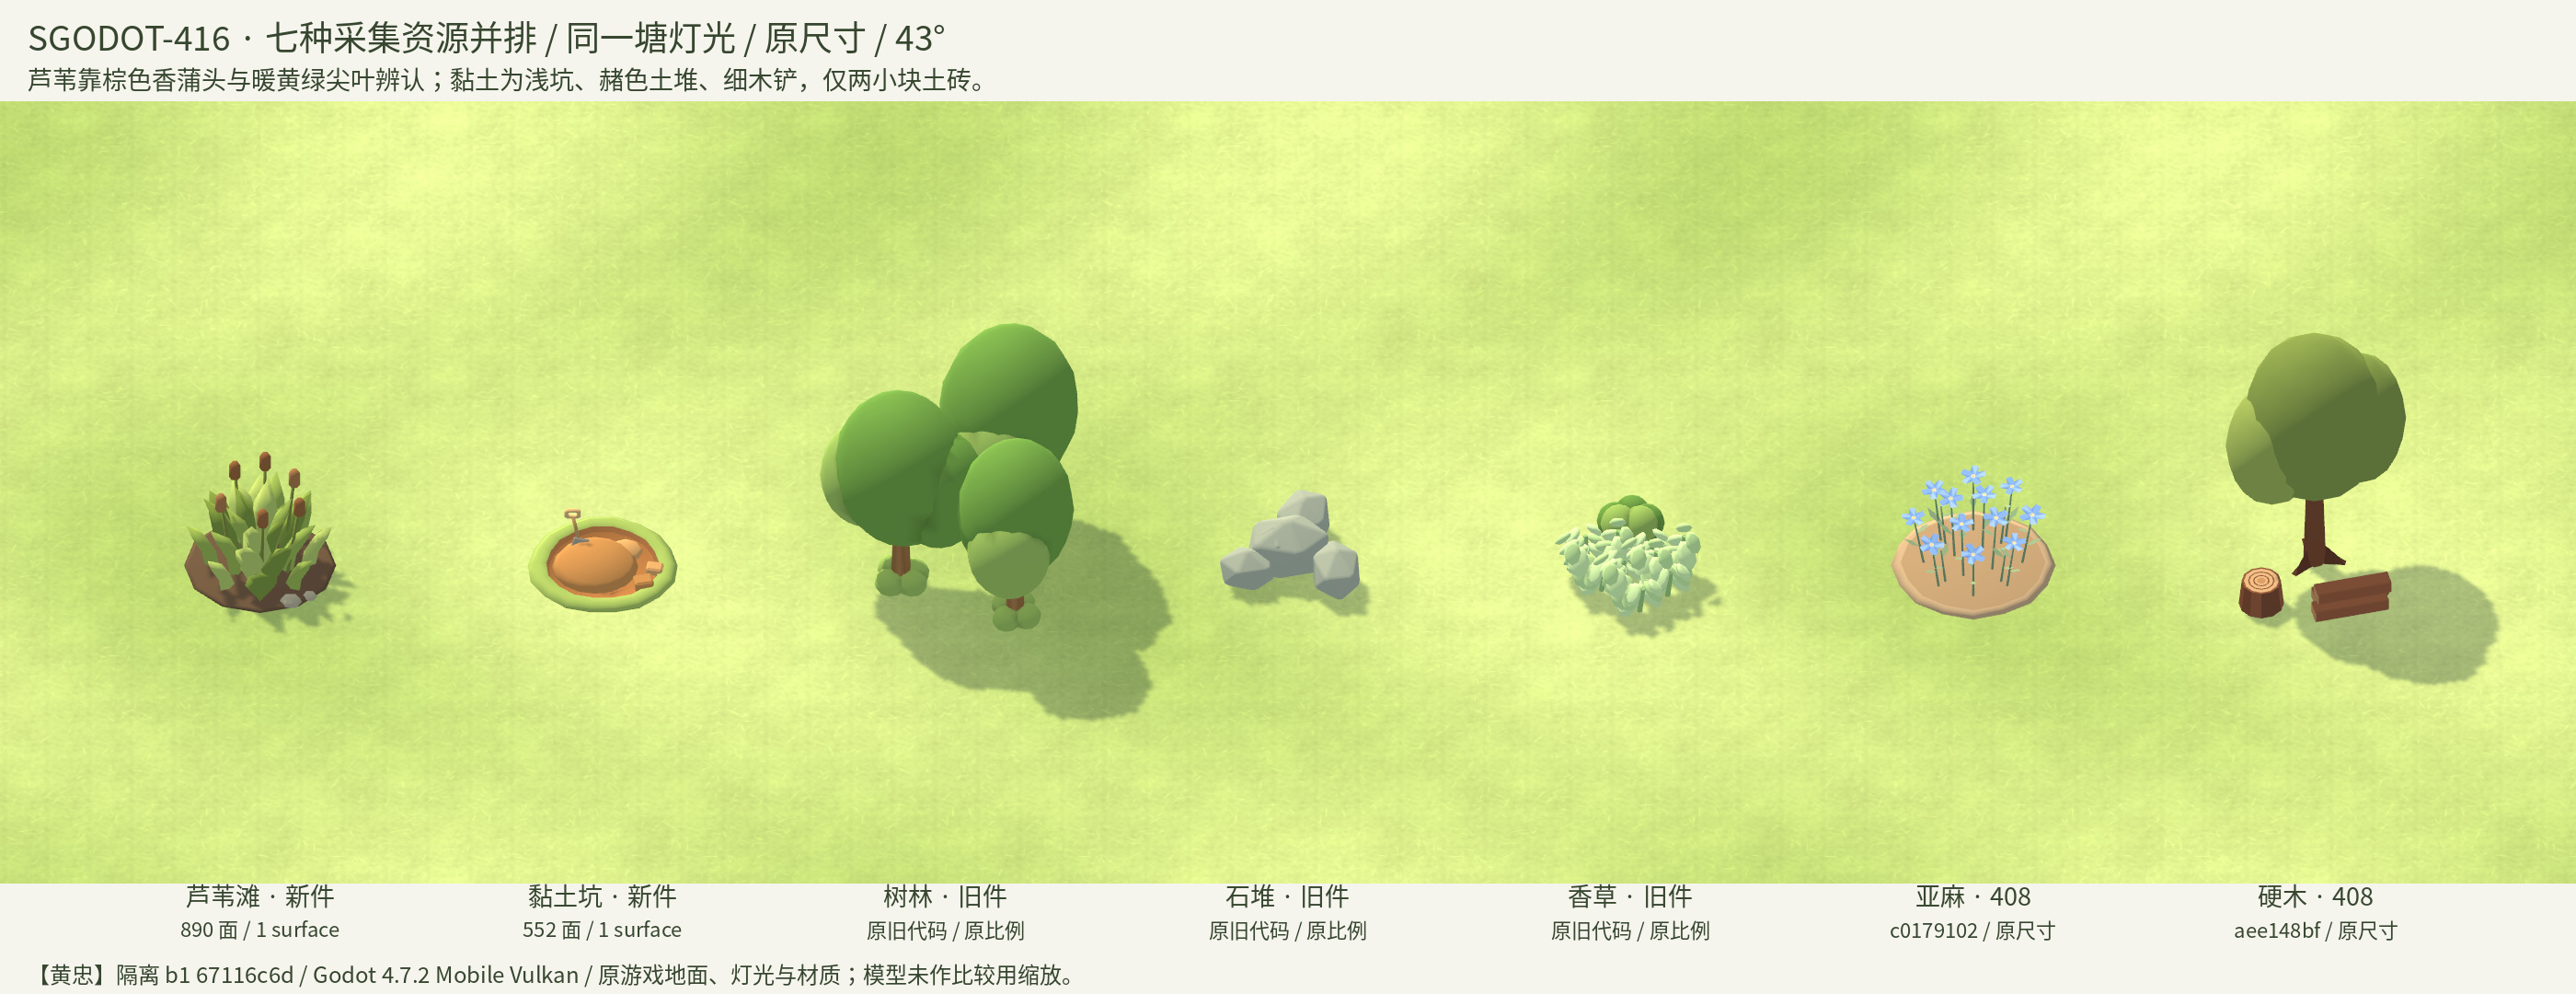 SGODOT-416 · 七种采集资源并排 / 同一塘灯光 / 原尺寸 / 43°
芦苇靠棕色香蒲头与暖黄绿尖叶辨认；黏土为浅坑、赭色土堆、细木铲，仅两小块土砖。
芦苇滩 · 新件 黏土坑 · 新件 树林 · 旧件 石堆 · 旧件 香草 · 旧件 亚麻 · 408 硬木 · 408
890 面 / 1 surface 552 面 / 1 surface 原旧代码 / 原比例 原旧代码 / 原比例 原旧代码 / 原比例 c0179102 / 原尺寸 aee148bf / 原尺寸
【黄忠】隔离 b1 67116c6d / Godot 4.7.2 Mobile Vulkan / 原游戏地面、灯光与材质；模型未作比较用缩放。